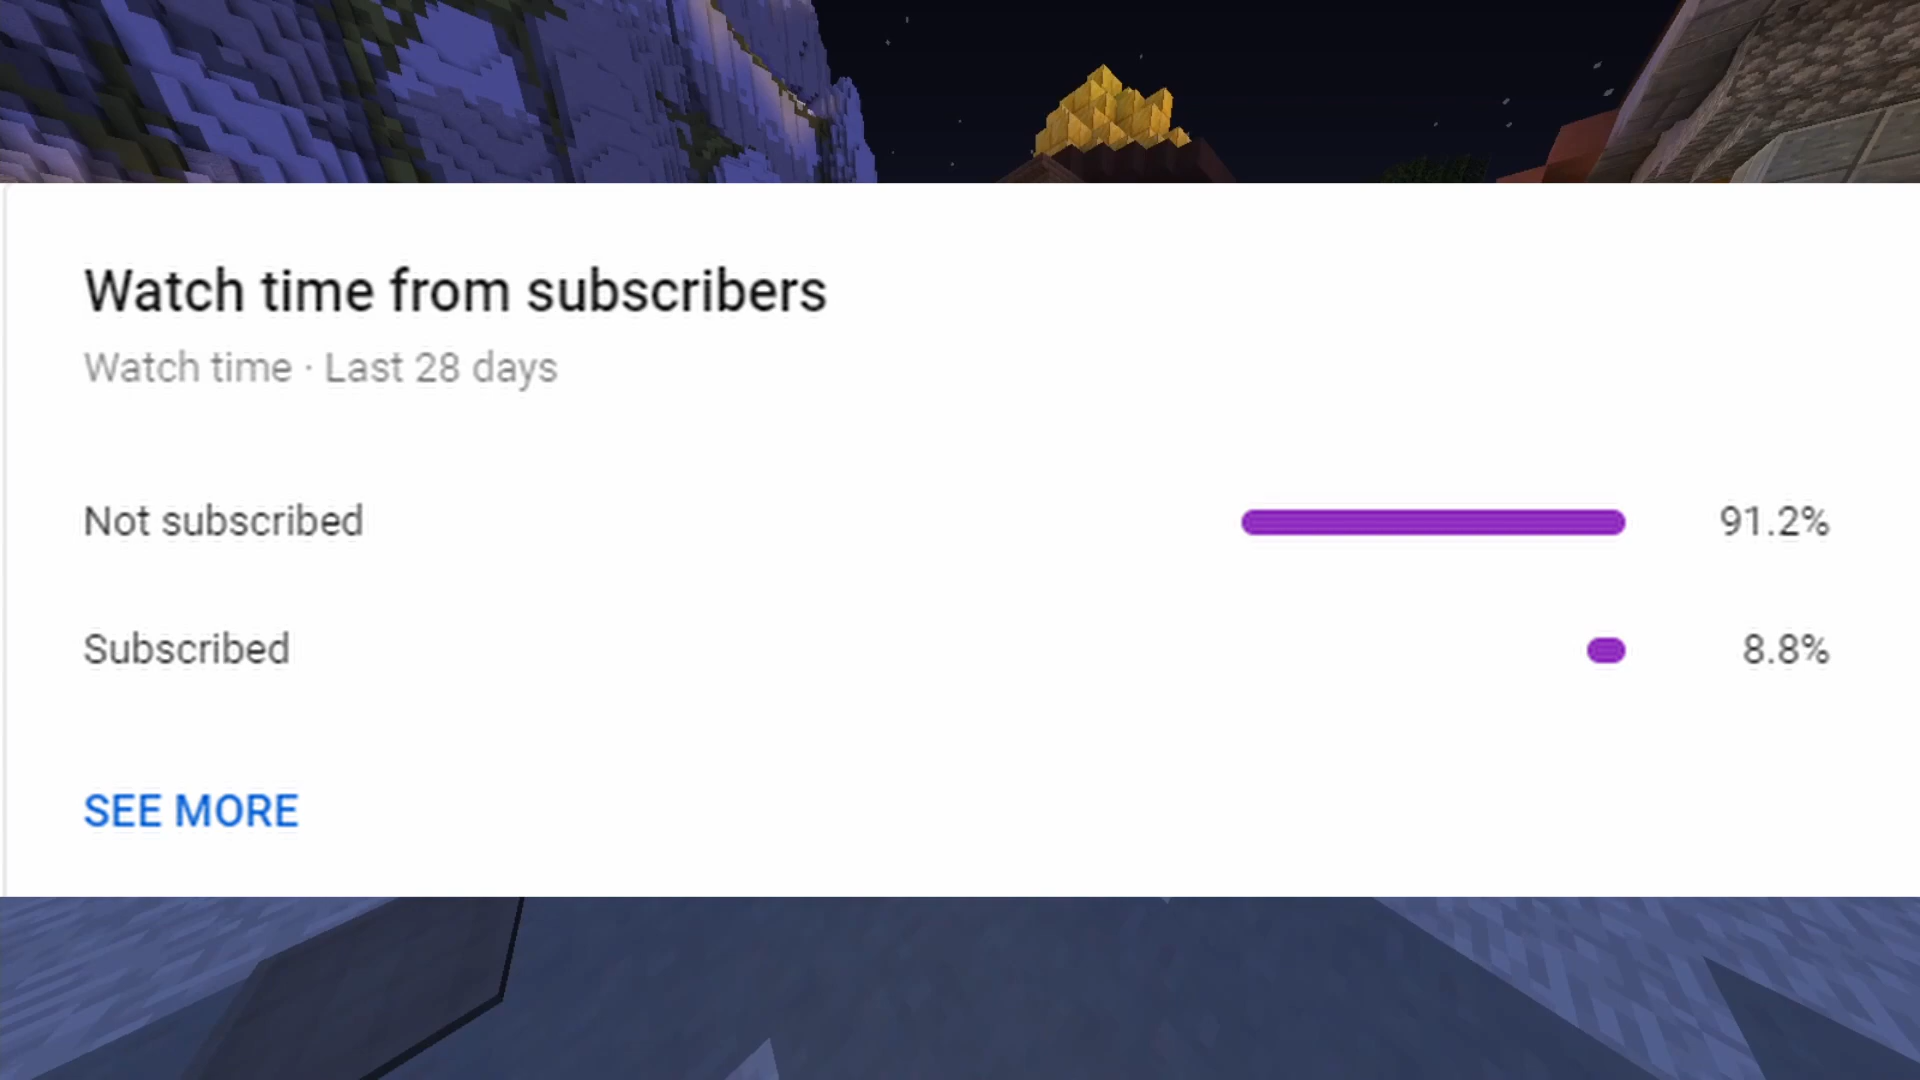 Watch time from subscribers
Watch time · Last 28 days
Not subscribed 91.2%
Subscribed 8.8%
SEE MORE